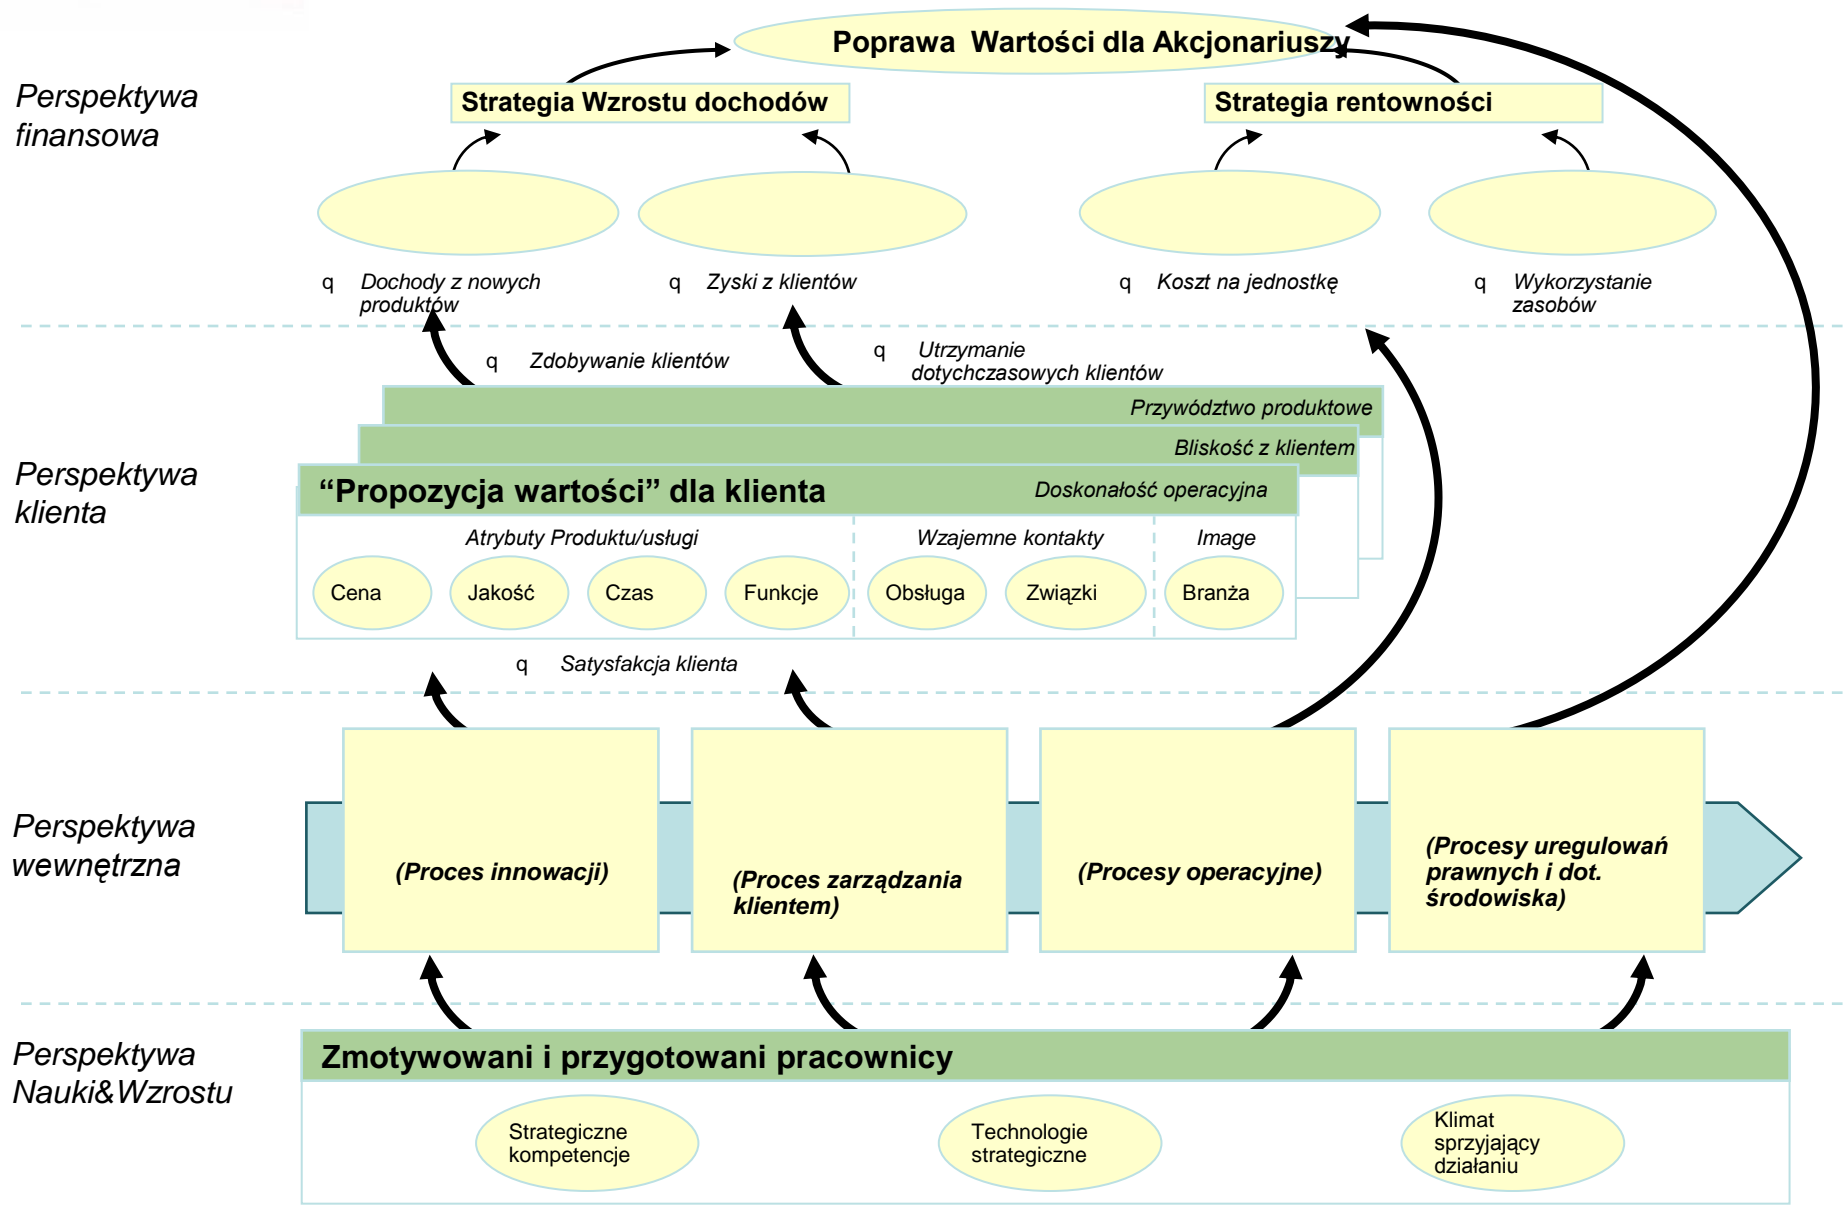 Poprawa Wartości dla Akcjonariuszy
Perspektywa
finansowa
Strategia Wzrostu dochodów
Strategia rentowności
q Dochody z nowych
produktów
q Zyski z klientów
q Koszt na jednostkę
q Wykorzystanie
zasobów
q Zdobywanie klientów
q Utrzymanie
dotychczasowych klientów
Perspektywa
klienta
Przywództwo produktowe
Bliskość z klientem
“Propozycja wartości” dla klienta
Doskonałość operacyjna
Atrybuty Produktu/usługi
Wzajemne kontakty
Image
Cena
Jakość
Czas
Funkcje
Obsługa
Związki
Branża
q Satysfakcja klienta
Perspektywa
wewnętrzna
(Proces innowacji)
(Proces zarządzania
klientem)
(Procesy operacyjne)
(Procesy uregulowań
prawnych i dot.
środowiska)
Perspektywa
Nauki&Wzrostu
Zmotywowani i przygotowani pracownicy
Strategiczne
kompetencje
Technologie
strategiczne
Klimat
sprzyjający
działaniu